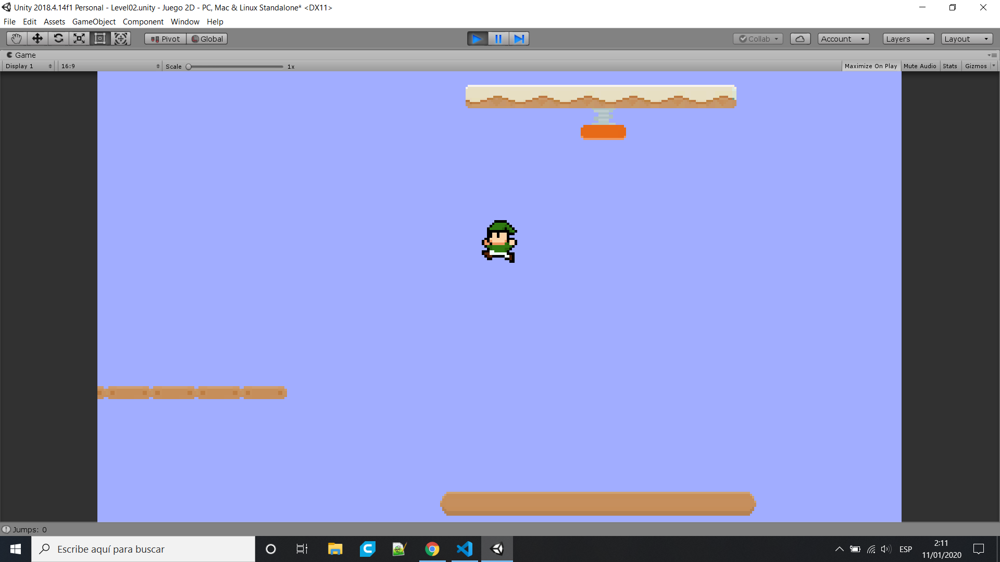 Unity 2018.4.14f1 Personal - Level02.unity - Juego 2D - PC, Mac & Linux Standalone* <DX11>
File Edit Assets GameObject Component Window Help
Pivot Global Collab Account Layers Layout
Game
Display 1 16:9 Scale 1x Maximize On Play Mute Audio Stats Gizmos
Jumps: 0
Escribe aquí para buscar
ESP
2:11
11/01/2020